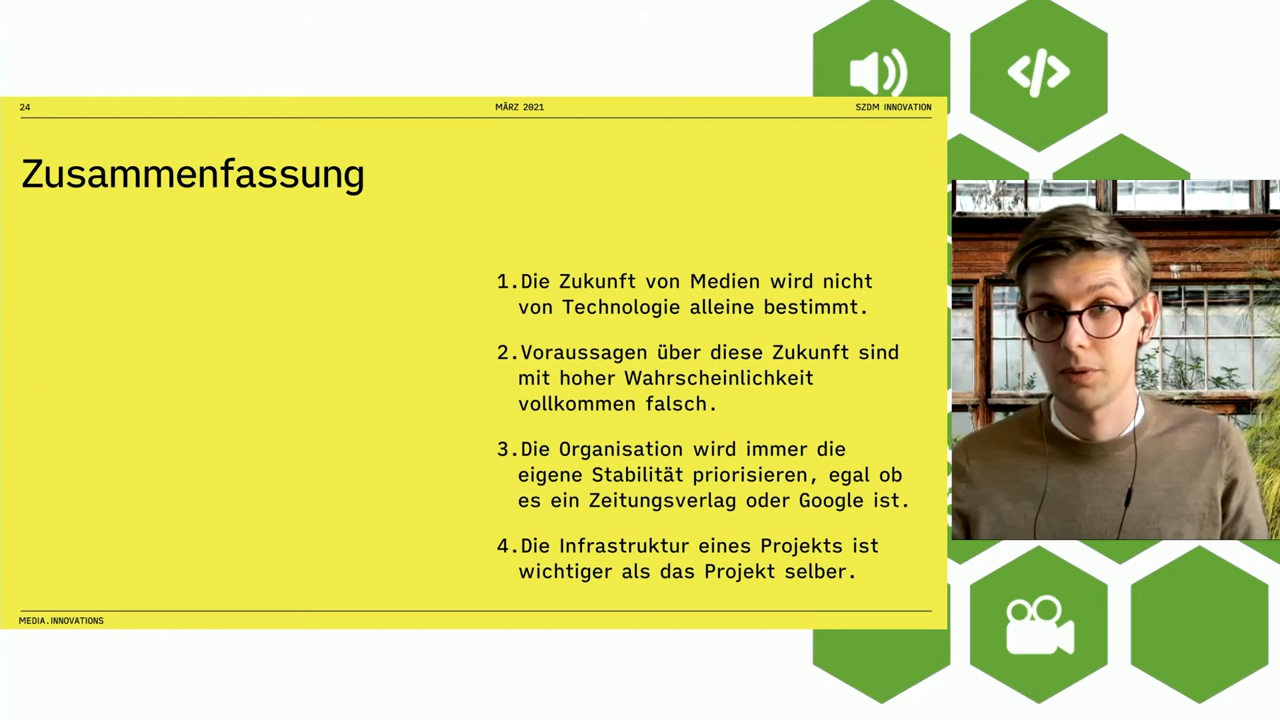 24
MÄRZ 2021
SZDM INNOVATION
Zusammenfassung
1.Die Zukunft von Medien wird nicht
von Technologie alleine bestimmt.
2.Voraussagen über diese Zukunft sind
mit hoher Wahrscheinlichkeit
vollkommen falsch.
3.Die Organisation wird immer die
eigene Stabilität priorisieren, egal ob
es ein Zeitungsverlag oder Google ist.
4.Die Infrastruktur eines Projekts ist
wichtiger als das Projekt selber.
MEDIA.INNOVATIONS